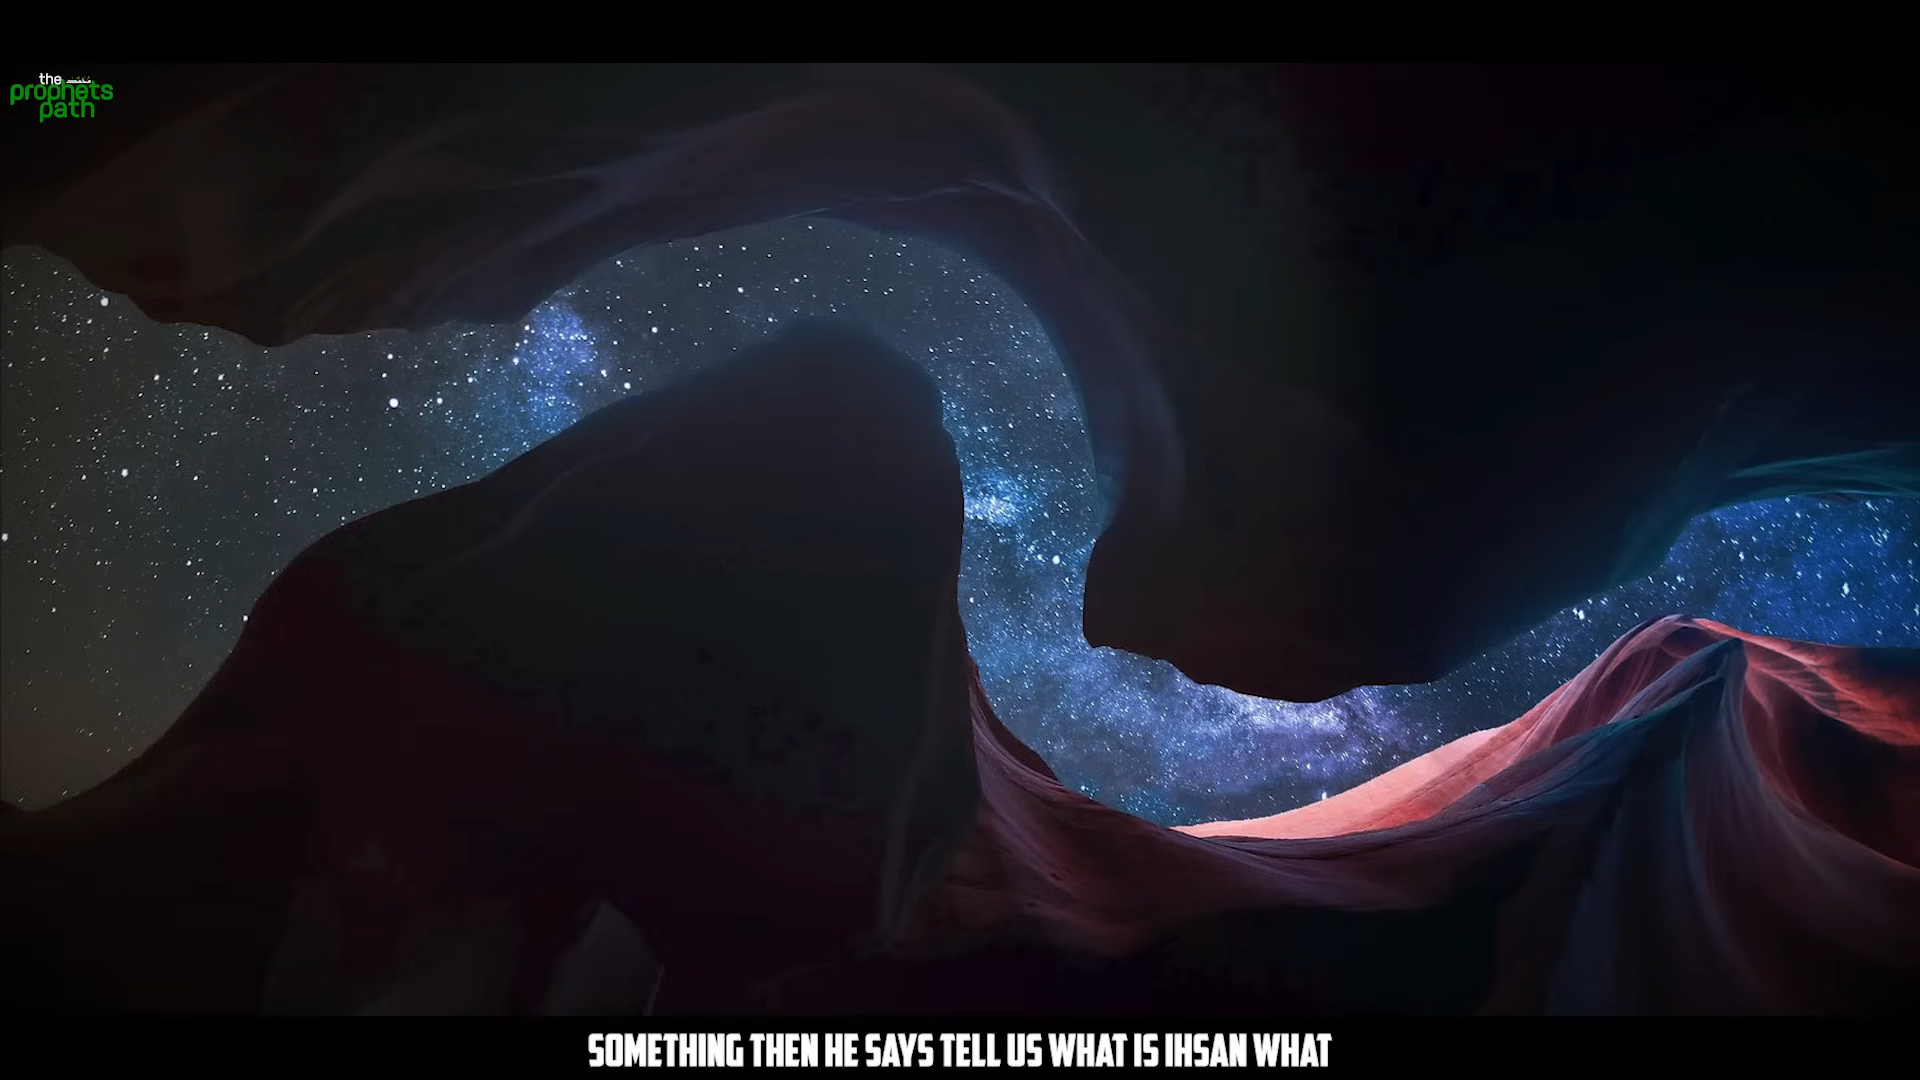 the
prophets
path
SOMETHING THEN HE SAYS TELL US WHAT IS IHSAN WHAT